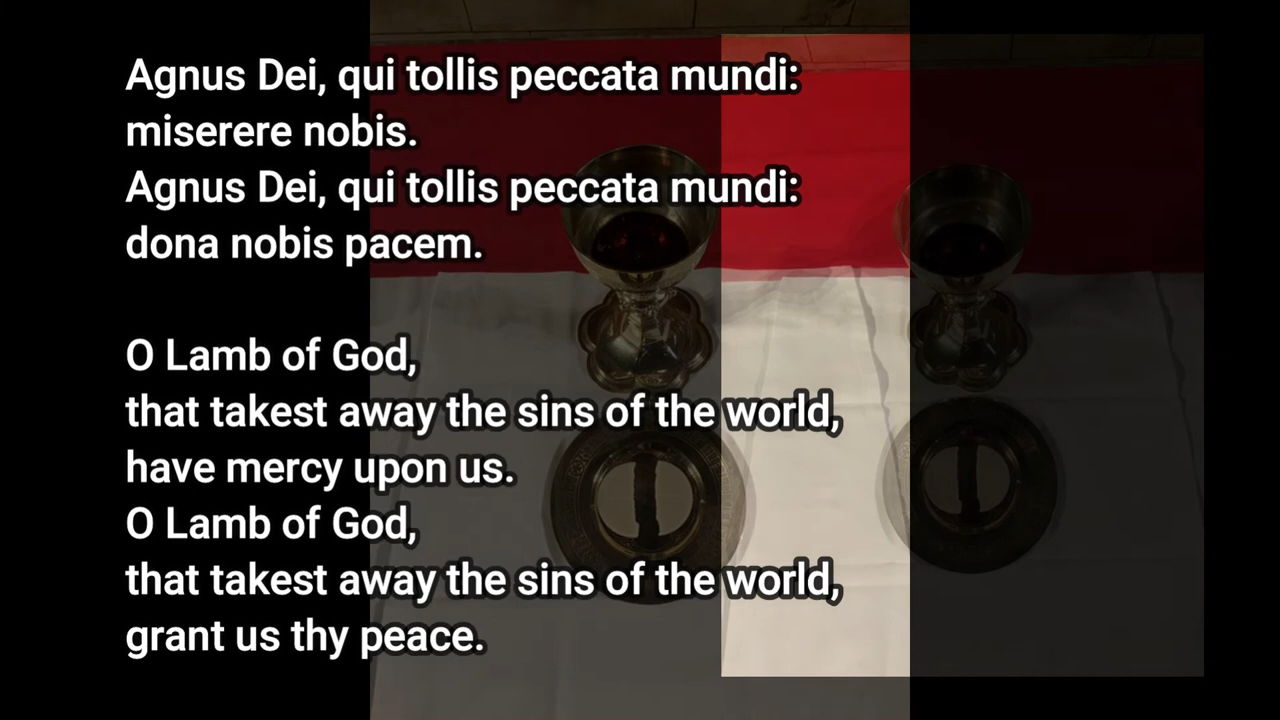 Agnus Dei, qui tollis peccata mundi:
miserere nobis.
Agnus Dei, qui tollis peccata mundi:
dona nobis pacem.
O Lamb of God,
that takest away the sins of the world,
have mercy upon us.
O Lamb of God,
that takest away the sins of the world,
grant us thy peace.